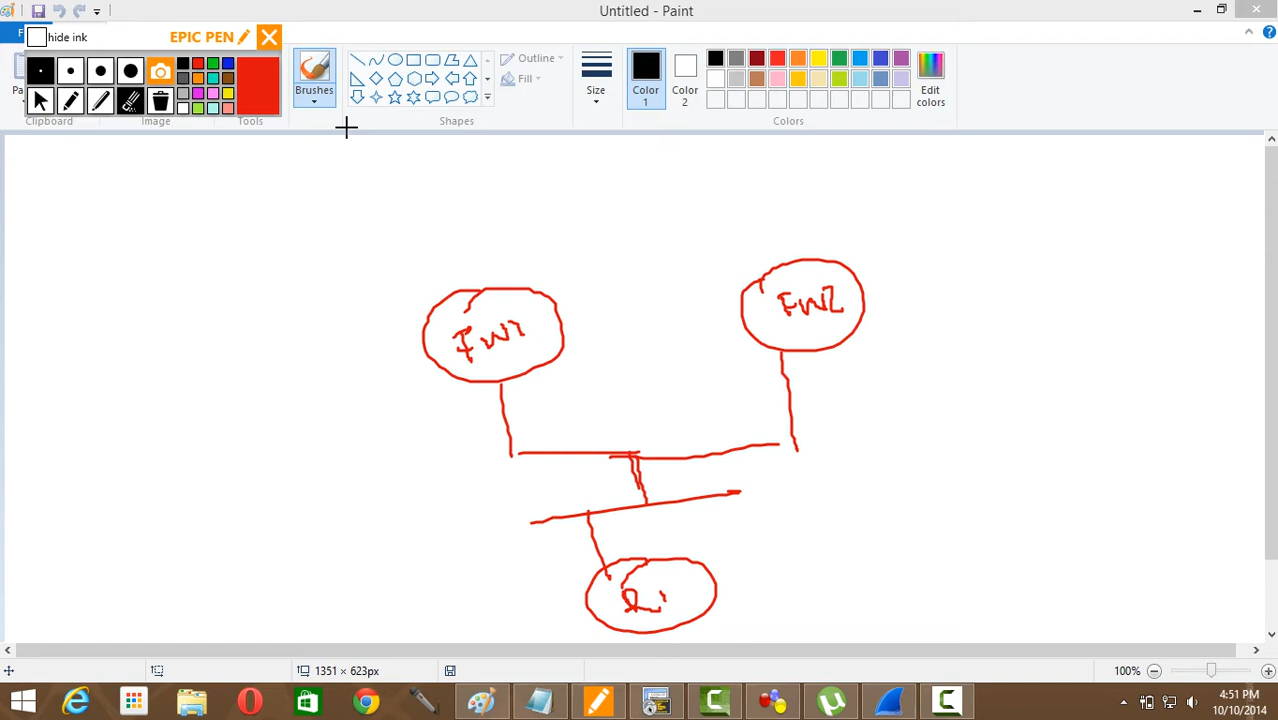 Untitled - Paint
hide ink
EPIC PEN
Brushes
Outline
Fill
Size
Color
1
Color
2
Edit
colors
Clipboard
Image
Tools
Shapes
Colors
FW1
FW2
1351 × 623px
100%
4:51 PM
10/10/2014